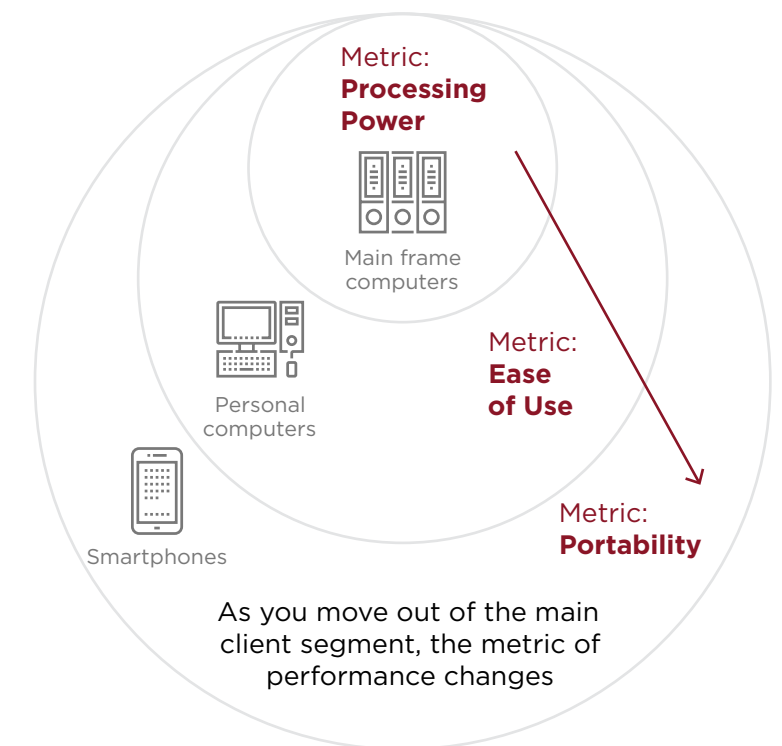 Metric:
Processing
Power
Main frame
computers
Metric:
Ease
of Use
Personal
computers
Metric:
Portability
Smartphones
As you move out of the main
client segment, the metric of
performance changes